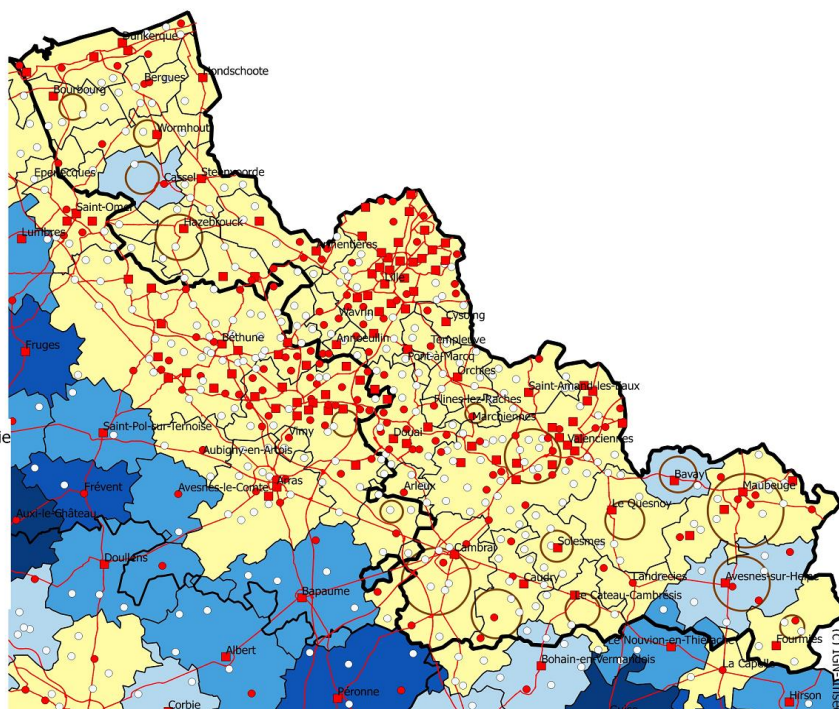 Dunkerque
Hondschoote
Bergues
Bourbourg
Wormhout
Eperlecques
Cassel
Steenvoorde
Saint-Omer
Hazebrouck
Lumbres
Armentières
Lille
Wavrin
Cysoing
Béthune
Annoeullin
Templeuve
Fruges
Pont-à-Marcq
Orchies
Saint-Amand-les-Eaux
Flines-lez-Raches
Marchiennes
Saint-Pol-sur-Ternoise
Vimy
Douai
Valenciennes
ie
Aubigny-en-Artois
Bavay
Frévent
Avesnes-le-Comte
Arras
Arleux
Maubeuge
Le Quesnoy
Auxi-le-Château
Solesmes
Cambrai
Doullens
Caudry
Landrecies
Avesnes-sur-Helpe
Bapaume
Le Cateau-Cambrésis
Le Nouvion-en-Thiérache
Fourmies
Albert
Bohain-en-Vermandois
La Capelle
Péronne
Corbie
Hirson